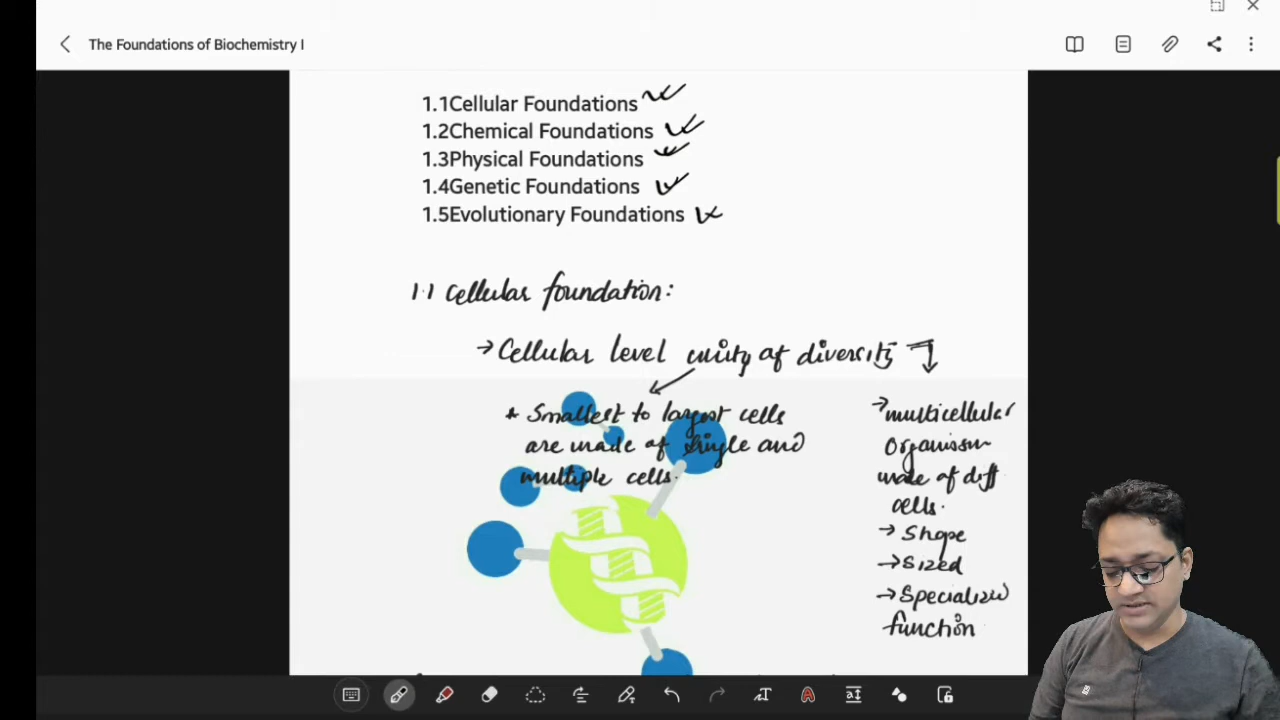 The Foundations of Biochemistry I
1.1Cellular Foundations
1.2Chemical Foundations
1.3Physical Foundations
1.4Genetic Foundations
1.5Evolutionary Foundations
1.1 Cellular foundation:
→ Cellular level unity of diversity
* Smallest to largest cells
are made of single and
multiple cells.
→ multicellular
organism
made of diff
cells.
→ Shape
→ Sized
→ Specialized
function